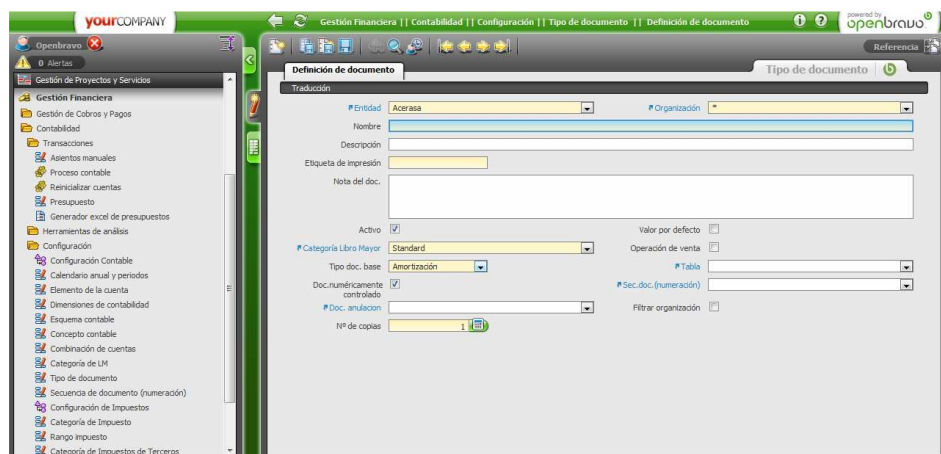 yourCOMPANY
Gestión Financiera || Contabilidad || Configuración || Tipo de documento || Definición de documento
powered by
openbravo
Openbravo
0 Alertas
Referencia
Gestión de Proyectos y Servicios
Gestión Financiera
Gestión de Cobros y Pagos
Contabilidad
Transacciones
Asientos manuales
Proceso contable
Reinicializar cuentas
Presupuesto
Generador excel de presupuestos
Herramientas de análisis
Configuración
Configuración Contable
Calendario anual y periodos
Elemento de la cuenta
Dimensiones de contabilidad
Esquema contable
Concepto contable
Combinación de cuentas
Categoría de LM
Tipo de documento
Secuencia de documento (numeración)
Configuración de Impuestos
Categoría de Impuesto
Rango impuesto
Categoría de Impuestos de Terceros
Definición de documento
Tipo de documento
Traducción
Entidad Acerasa Organización *
Nombre
Descripción
Etiqueta de impresión
Nota del doc.
Activo Valor por defecto
Categoría Libro Mayor Standard Operación de venta
Tipo doc. base Amortización Tabla
Doc.numéricamente controlado Sec.doc.(numeración)
Doc. anulacion Filtrar organización
Nº de copias 1